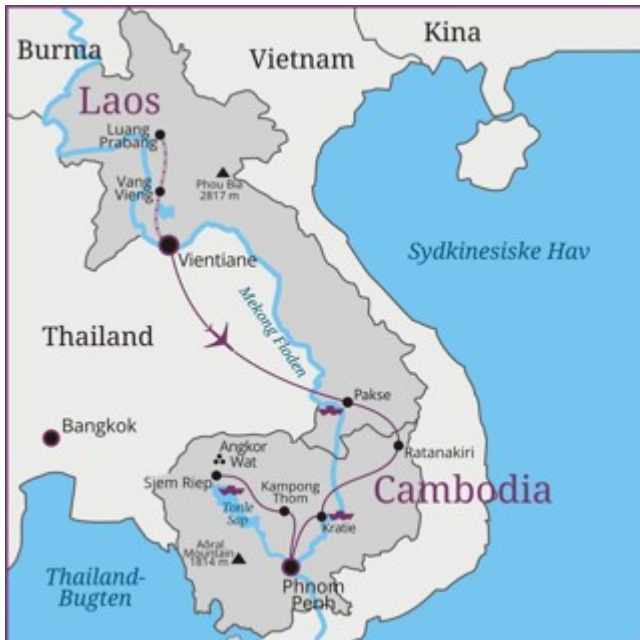 Kina
Burma
Vietnam
Laos
Luang
Prabang
Vang
Vieng
Phou Bia
2817 m
Vientiane
Sydkinesiske Hav
Mekong Floden
Thailand
Pakse
Bangkok
Ratanakiri
Angkor
Wat
Sjem Riep
Kampong
Thom
Cambodia
Tonle
Sap
Kratie
Aôral
Mountain
1814 m
Phnom
Penh
Thailand-
Bugten